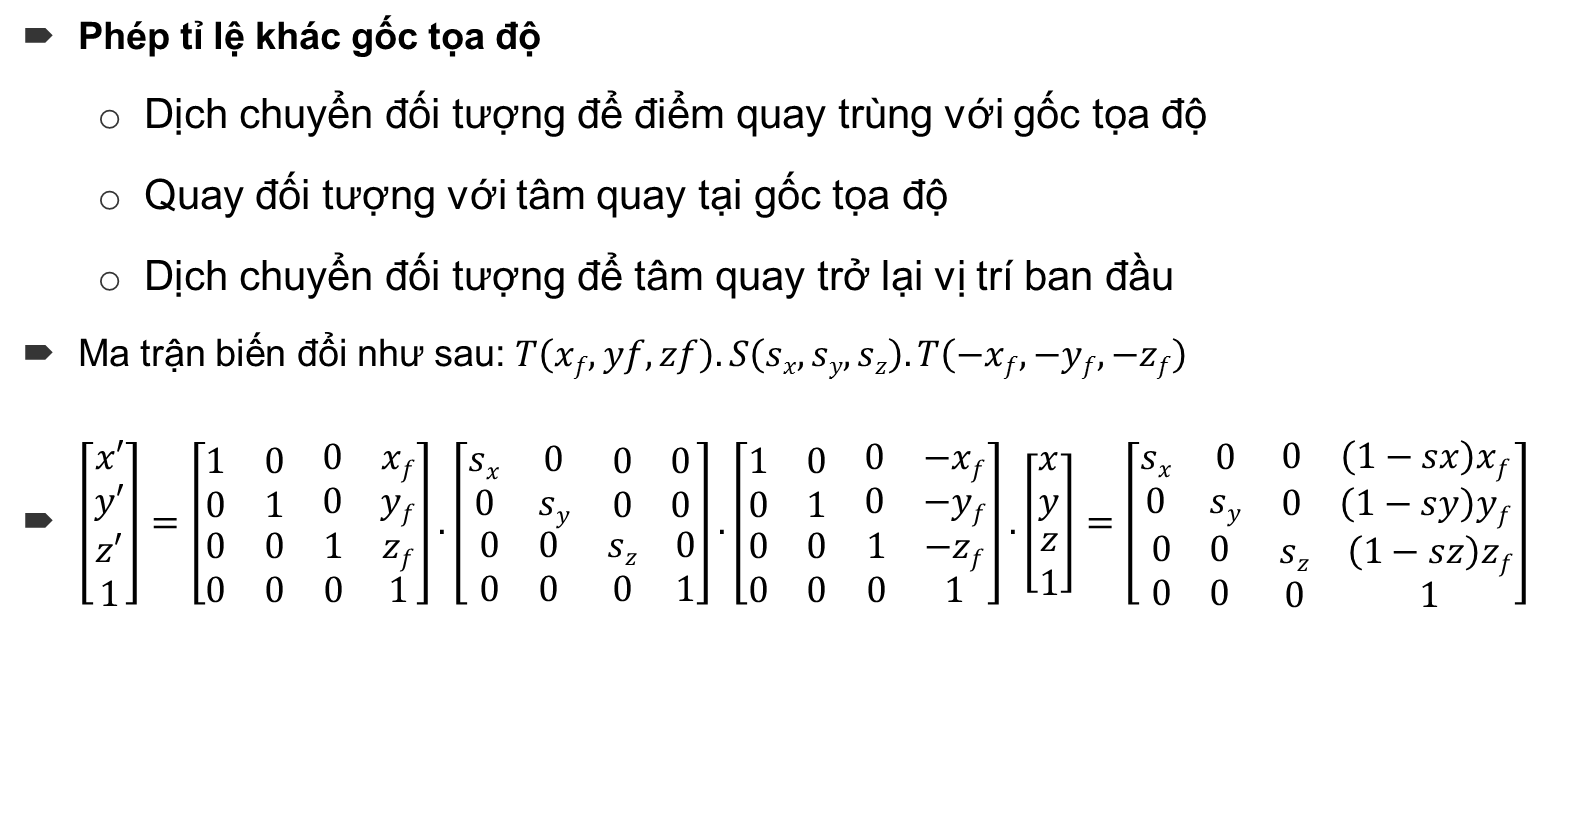 Phép tỉ lệ khác gốc tọa độ
Dịch chuyển đối tượng để điểm quay trùng với gốc tọa độ
Quay đối tượng với tâm quay tại gốc tọa độ
Dịch chuyển đối tượng để tâm quay trở lại vị trí ban đầu
Ma trận biến đổi như sau: T(x_f, yf, zf). S(s_x, s_y, s_z). T(−x_f, −y_f, −z_f)
[x′ y′ z′ 1] = [1 0 0 x_f; 0 1 0 y_f; 0 0 1 z_f; 0 0 0 1] . [s_x 0 0 0; 0 s_y 0 0; 0 0 s_z 0; 0 0 0 1] . [1 0 0 −x_f; 0 1 0 −y_f; 0 0 1 −z_f; 0 0 0 1] . [x y z 1] = [s_x 0 0 (1 − sx)x_f; 0 s_y 0 (1 − sy)y_f; 0 0 s_z (1 − sz)z_f; 0 0 0 1]